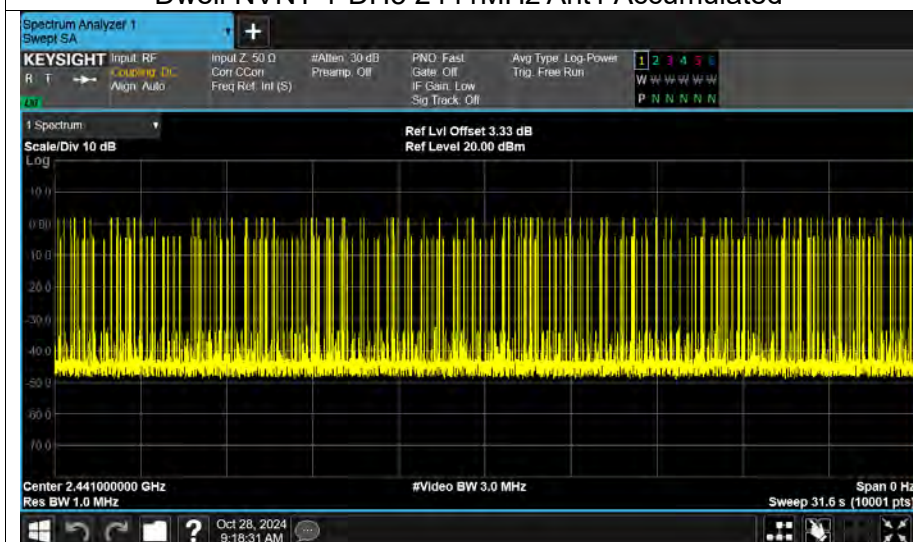 Dwell NVNT 1-DH3 2441MHz Ant1 Accumulated
Spectrum Analyzer 1
Swept SA
+
KEYSIGHT Input: RF Input Z: 50 Ω #Atten: 30 dB PNO: Fast Avg Type: Log-Power 1 2 3 4 5 6
R T Coupling: DC Corr CCorr Preamp: Off Gate: Off Trig: Free Run W W W W W W
Align: Auto Freq Ref: Int (S) IF Gain: Low
Sig Track: Off P N N N N N
1 Spectrum Ref Lvl Offset 3.33 dB
Scale/Div 10 dB Ref Level 20.00 dBm
Log
10.0
0.00
-10.0
-20.0
-30.0
-40.0
-50.0
-60.0
-70.0
Center 2.441000000 GHz #Video BW 3.0 MHz Span 0 Hz
Res BW 1.0 MHz Sweep 31.6 s (10001 pts)
? Oct 28, 2024
9:18:31 AM